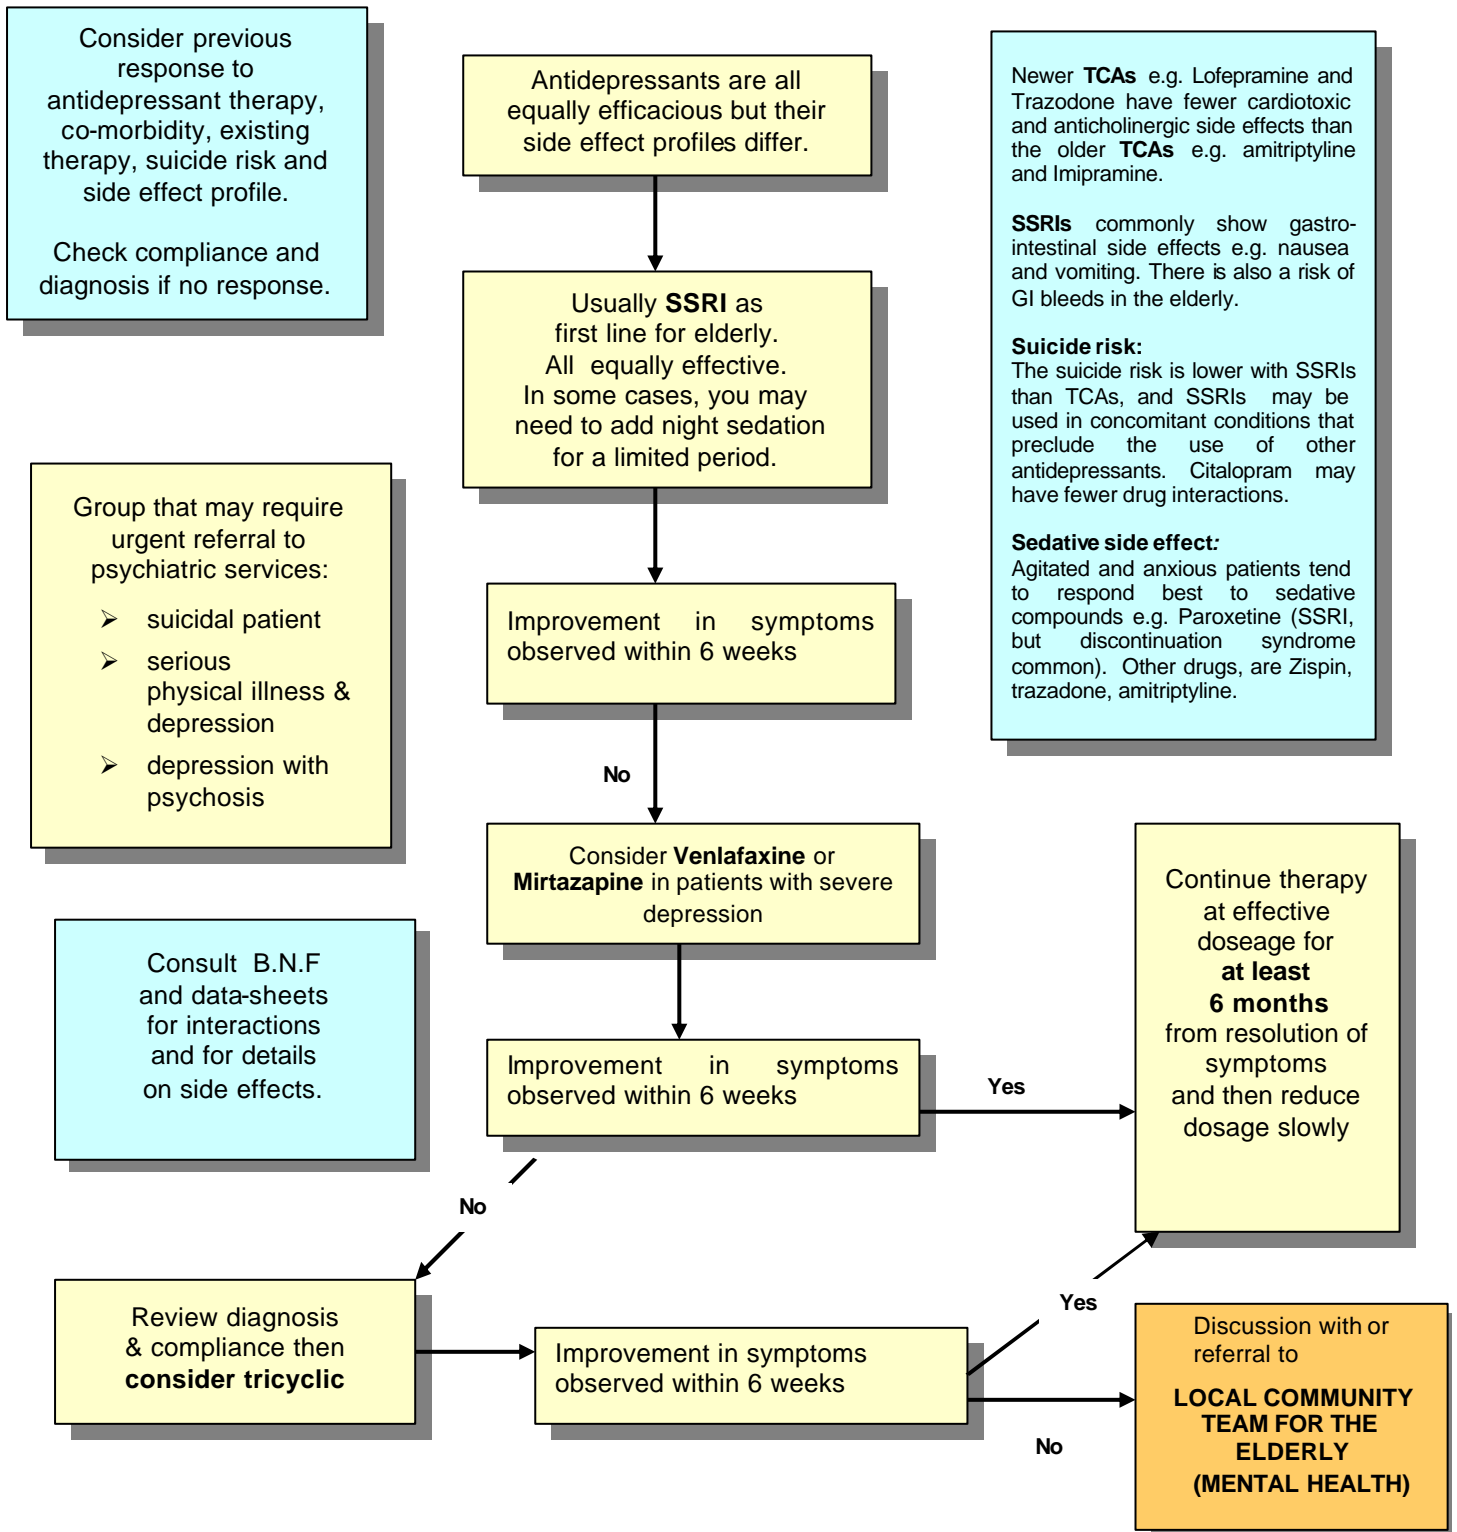 Consider previous
response to
antidepressant therapy,
co-morbidity, existing
therapy, suicide risk and
side effect profile.
Check compliance and
diagnosis if no response.
Antidepressants are all
equally efficacious but their
side effect profiles differ.
Newer TCAs e.g. Lofepramine and
Trazodone have fewer cardiotoxic
and anticholinergic side effects than
the older TCAs e.g. amitriptyline
and Imipramine.
SSRIs commonly show gastro-
intestinal side effects e.g. nausea
and vomiting. There is also a risk of
GI bleeds in the elderly.
Suicide risk:
The suicide risk is lower with SSRIs
than TCAs, and SSRIs may be
used in concomitant conditions that
preclude the use of other
antidepressants. Citalopram may
have fewer drug interactions.
Sedative side effect:
Agitated and anxious patients tend
to respond best to sedative
compounds e.g. Paroxetine (SSRI,
but discontinuation syndrome
common). Other drugs, are Zispin,
trazadone, amitriptyline.
Usually SSRI as
first line for elderly.
All equally effective.
In some cases, you may
need to add night sedation
for a limited period.
Group that may require
urgent referral to
psychiatric services:
➢ suicidal patient
➢ serious
physical illness &
depression
➢ depression with
psychosis
Improvement in symptoms
observed within 6 weeks
No
Consider Venlafaxine or
Mirtazapine in patients with severe
depression
Continue therapy
at effective
doseage for
at least
6 months
from resolution of
symptoms
and then reduce
dosage slowly
Consult B.N.F
and data-sheets
for interactions
and for details
on side effects.
Improvement in symptoms
observed within 6 weeks
Yes
No
Review diagnosis
& compliance then
consider tricyclic
Improvement in symptoms
observed within 6 weeks
Yes
No
Discussion with or
referral to
LOCAL COMMUNITY
TEAM FOR THE
ELDERLY
(MENTAL HEALTH)